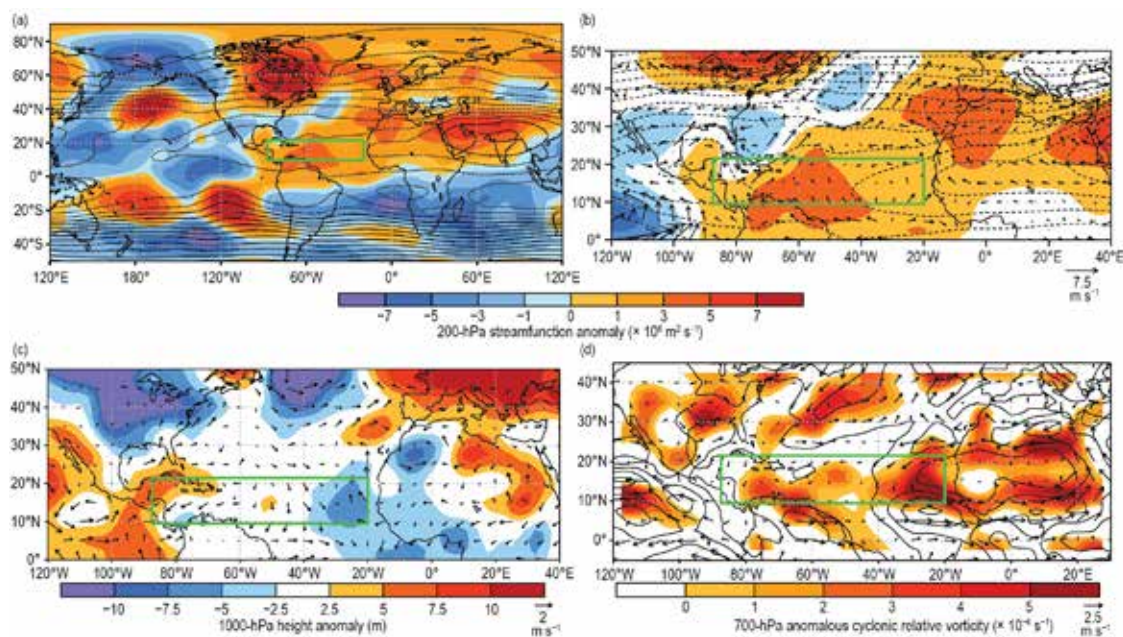 (a)
80°N
60°N
40°N
20°N
0°
20°S
40°S
120°E 180° 120°W 60°W 0° 60°E 120°E
(b)
50°N
40°N
30°N
20°N
10°N
0°
120°W 100°W 80°W 60°W 40°W 20°W 0° 20°E 40°E
7.5
m s⁻¹
−7 −5 −3 −1 0 1 3 5 7
200-hPa streamfunction anomaly (× 10⁶ m² s⁻¹)
(c)
50°N
40°N
30°N
20°N
10°N
0°
120°W 100°W 80°W 60°W 40°W 20°W 0° 20°E 40°E
−10 −7.5 −5 −2.5 2.5 5 7.5 10
2
m s⁻¹
1000-hPa height anomaly (m)
(d)
40°N
30°N
20°N
10°N
0°
120°W 100°W 80°W 60°W 40°W 20°W 0° 20°E
0 1 2 3 4 5
2.5
m s⁻¹
700-hPa anomalous cyclonic relative vorticity (× 10⁻⁶ s⁻¹)